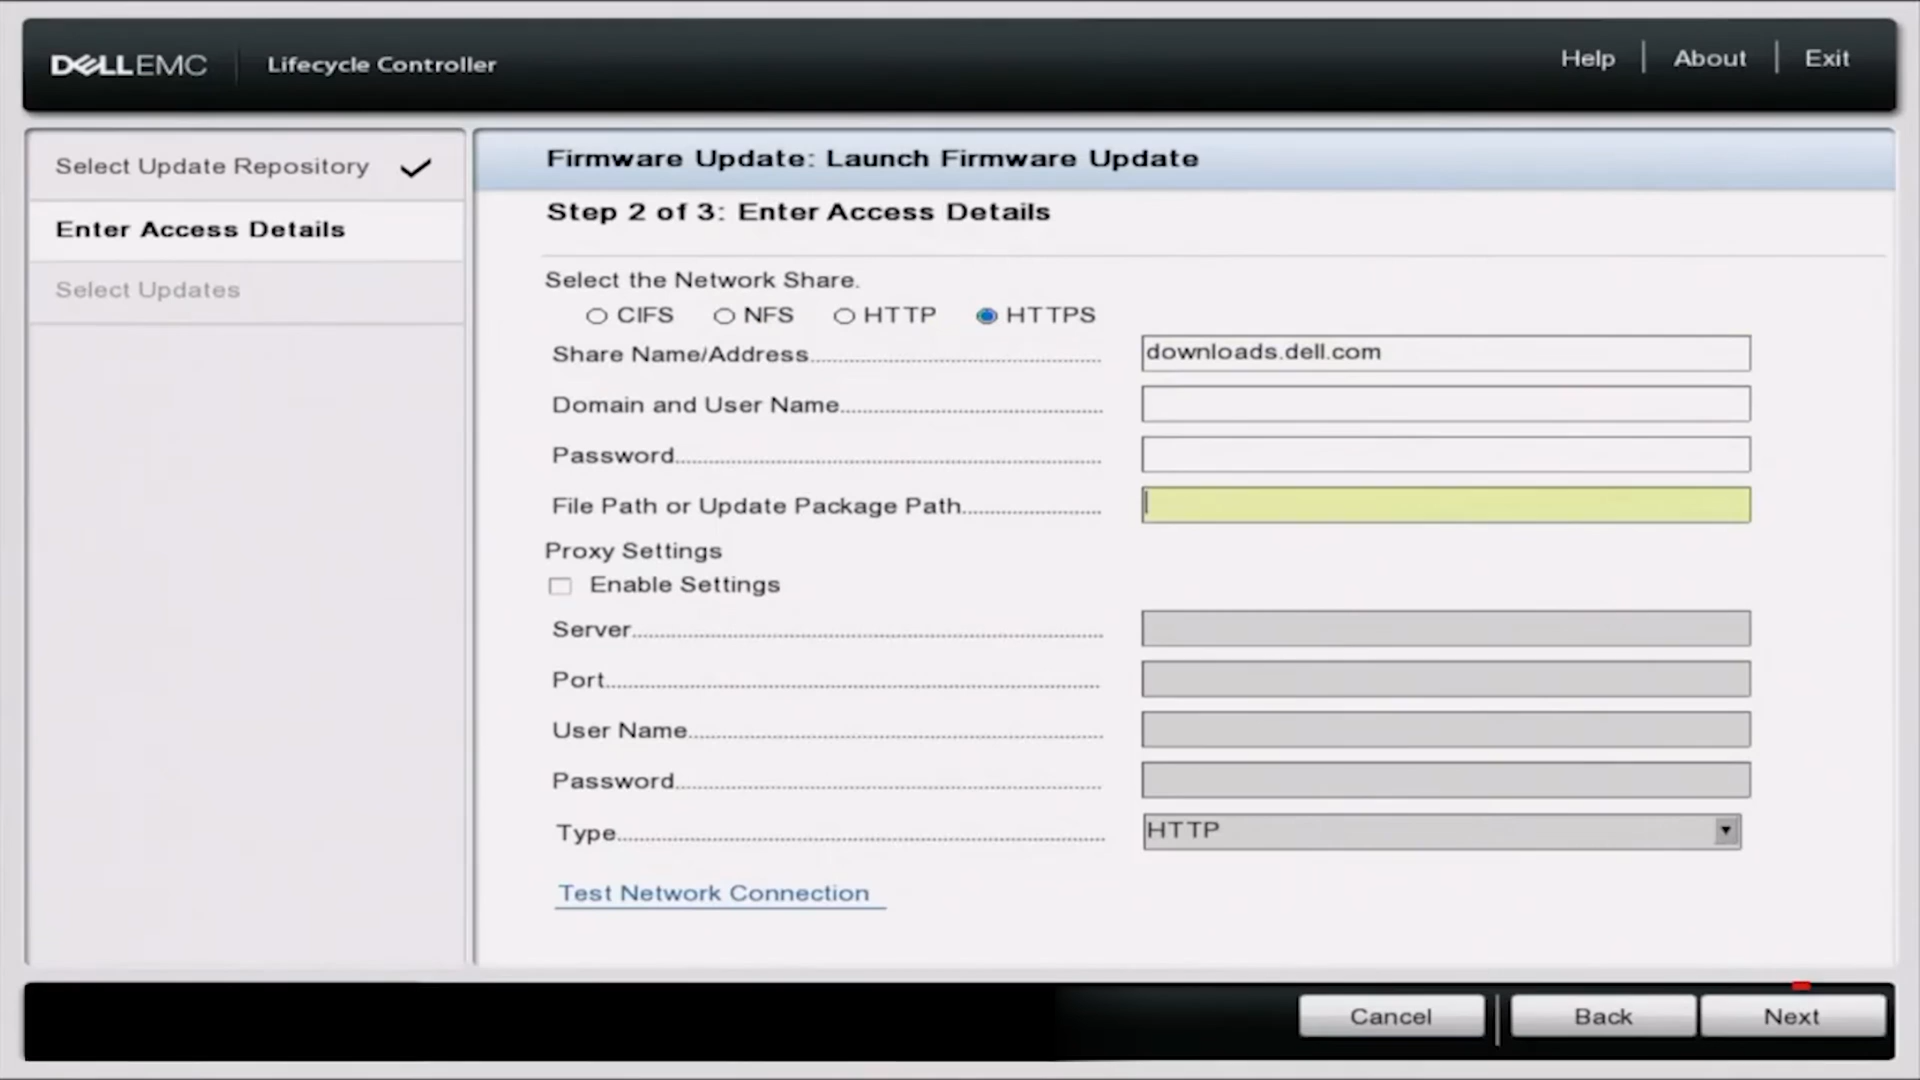 DELLEMC Lifecycle Controller
Help About Exit
Select Update Repository
Enter Access Details
Select Updates
Firmware Update: Launch Firmware Update
Step 2 of 3: Enter Access Details
Select the Network Share.
CIFS NFS HTTP HTTPS
Share Name/Address downloads.dell.com
Domain and User Name
Password
File Path or Update Package Path
Proxy Settings
Enable Settings
Server
Port
User Name
Password
Type HTTP
Test Network Connection
Cancel Back Next